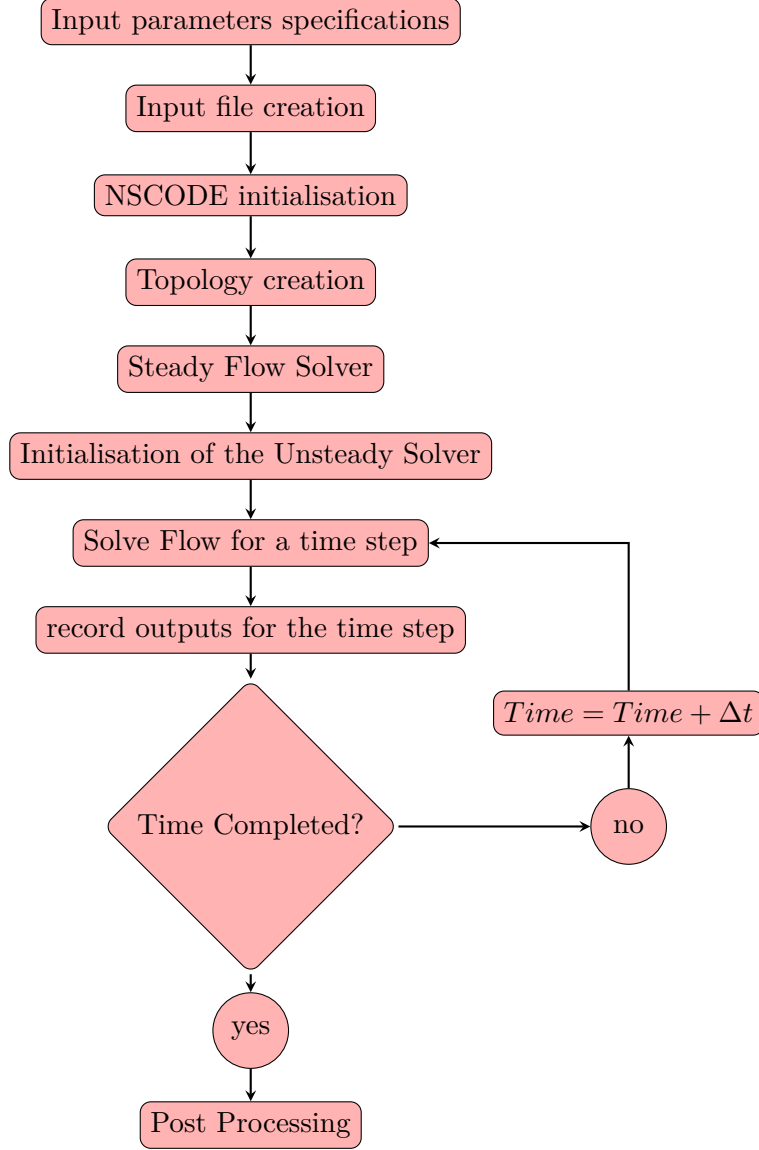 Input parameters specifications
Input file creation
NSCODE initialisation
Topology creation
Steady Flow Solver
Initialisation of the Unsteady Solver
Solve Flow for a time step
record outputs for the time step
Time = Time + Δt
Time Completed?
no
yes
Post Processing